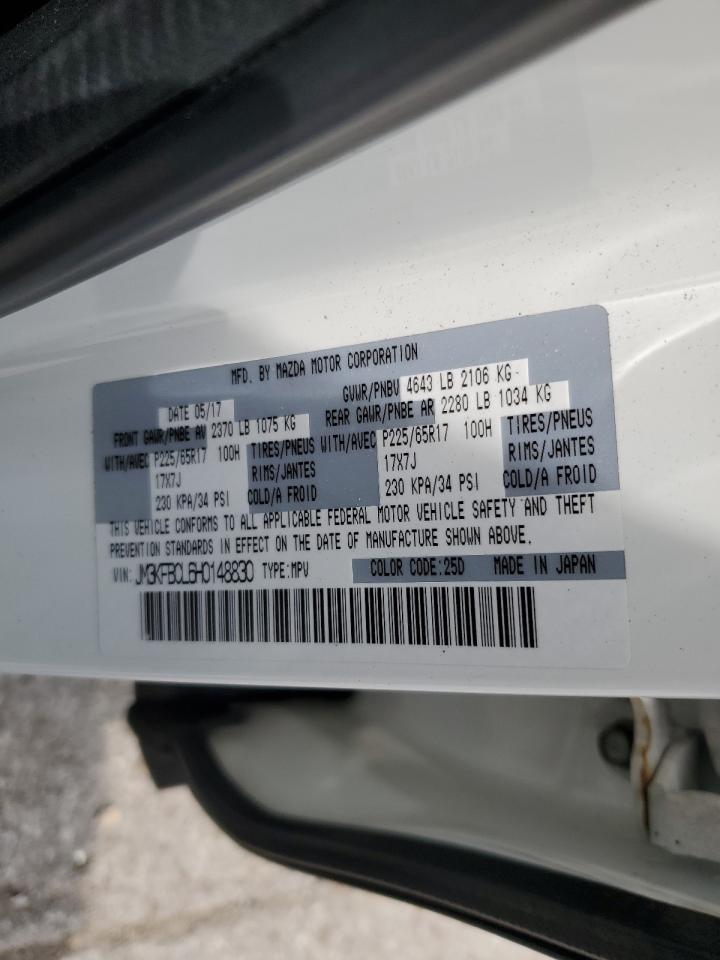 MFD. BY MAZDA MOTOR CORPORATION
DATE 05/17 GVWR/PNBV 4643 LB 2106 KG
FRONT GAWR/PNBE AV 2370 LB 1075 KG REAR GAWR/PNBE AR 2280 LB 1034 KG
WITH/AVEC P225/65R17 100H TIRES/PNEUS WITH/AVEC P225/65R17 100H TIRES/PNEUS
17X7J RIMS/JANTES 17X7J RIMS/JANTES
230 KPA/34 PSI COLD/A FROID 230 KPA/34 PSI COLD/A FROID
THIS VEHICLE CONFORMS TO ALL APPLICABLE FEDERAL MOTOR VEHICLE SAFETY AND THEFT
PREVENTION STANDARDS IN EFFECT ON THE DATE OF MANUFACTURE SHOWN ABOVE.
VIN: JM3KFBCL6H0148830 TYPE:MPV COLOR CODE:25D MADE IN JAPAN